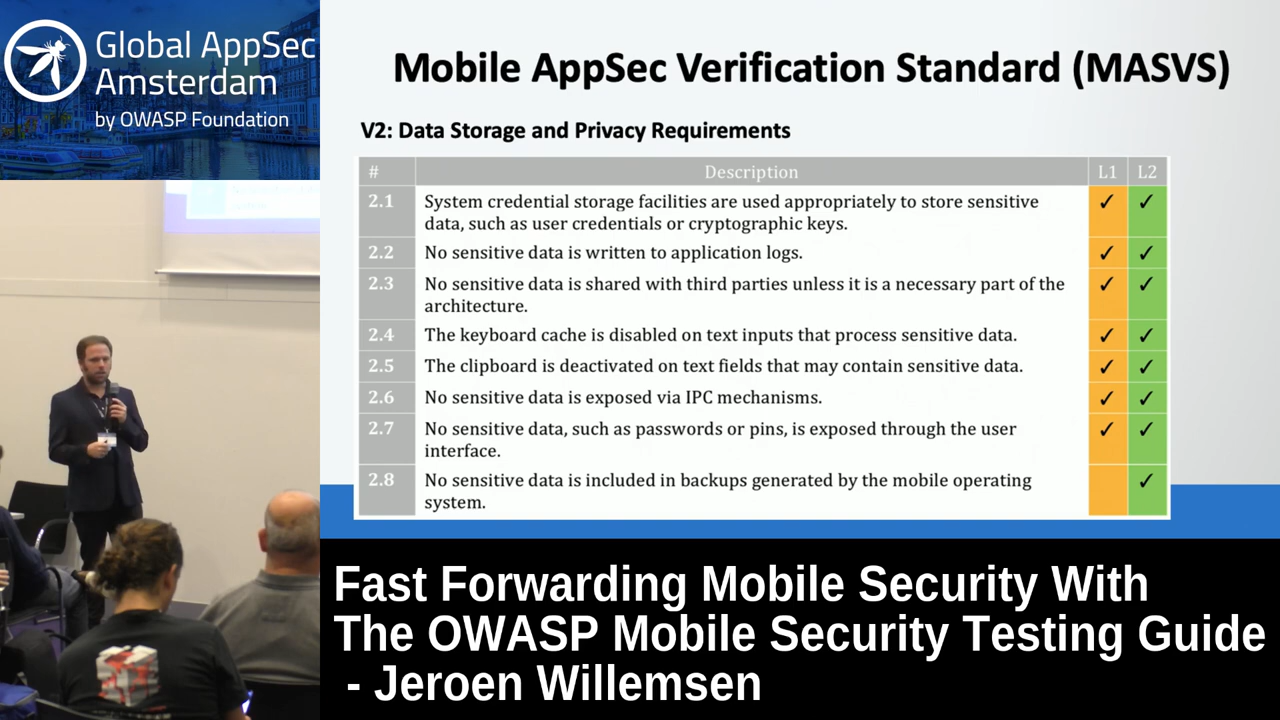 Global AppSec
Amsterdam
by OWASP Foundation
Mobile AppSec Verification Standard (MASVS)
V2: Data Storage and Privacy Requirements
# Description L1 L2
2.1 System credential storage facilities are used appropriately to store sensitive ✓ ✓
data, such as user credentials or cryptographic keys.
2.2 No sensitive data is written to application logs. ✓ ✓
2.3 No sensitive data is shared with third parties unless it is a necessary part of the ✓ ✓
architecture.
2.4 The keyboard cache is disabled on text inputs that process sensitive data. ✓ ✓
2.5 The clipboard is deactivated on text fields that may contain sensitive data. ✓ ✓
2.6 No sensitive data is exposed via IPC mechanisms. ✓ ✓
2.7 No sensitive data, such as passwords or pins, is exposed through the user ✓ ✓
interface.
2.8 No sensitive data is included in backups generated by the mobile operating ✓
system.
Fast Forwarding Mobile Security With
The OWASP Mobile Security Testing Guide
- Jeroen Willemsen